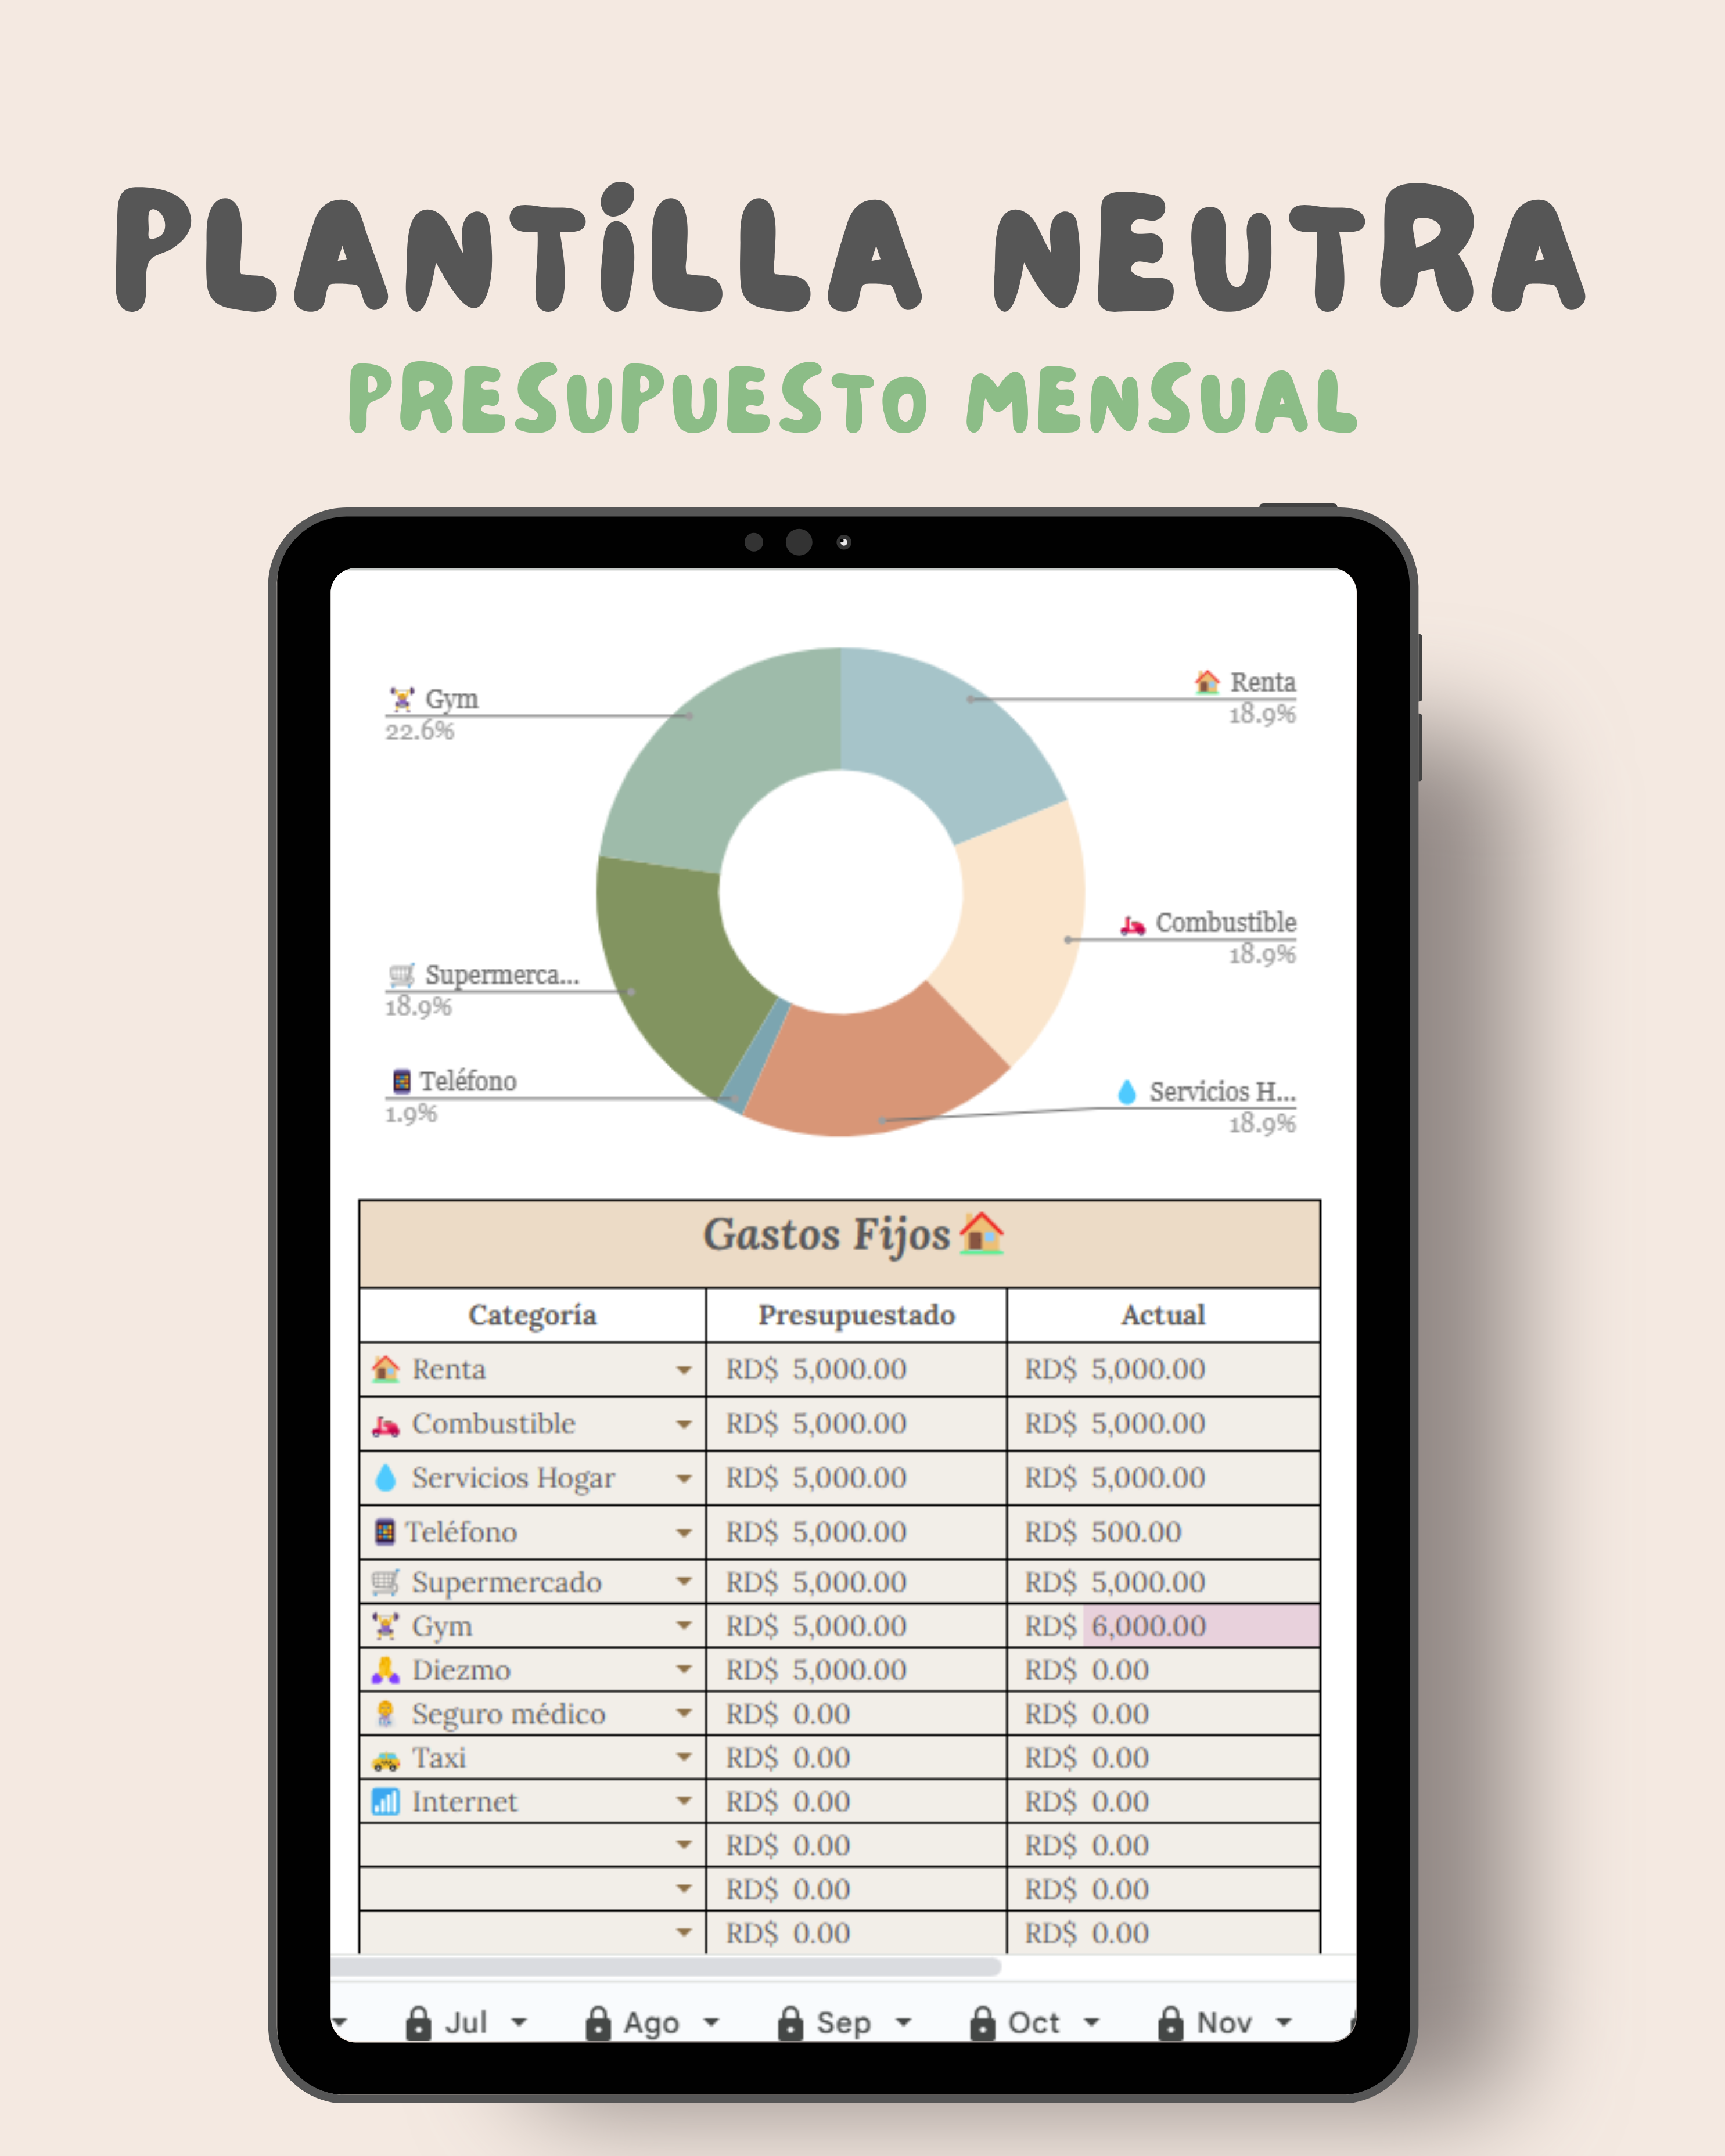 PLANTiLLA NEUTRA
PRESUPUESTO MENSUAL
Gym
22.6%
Renta
18.9%
Combustible
18.9%
Supermerca...
18.9%
Teléfono
1.9%
Servicios H...
18.9%
Gastos Fijos
Categoría Presupuestado Actual
Renta RD$ 5,000.00 RD$ 5,000.00
Combustible RD$ 5,000.00 RD$ 5,000.00
Servicios Hogar RD$ 5,000.00 RD$ 5,000.00
Teléfono RD$ 5,000.00 RD$ 500.00
Supermercado RD$ 5,000.00 RD$ 5,000.00
Gym RD$ 5,000.00 RD$ 6,000.00
Diezmo RD$ 5,000.00 RD$ 0.00
Seguro médico RD$ 0.00 RD$ 0.00
Taxi RD$ 0.00 RD$ 0.00
Internet RD$ 0.00 RD$ 0.00
RD$ 0.00 RD$ 0.00
RD$ 0.00 RD$ 0.00
RD$ 0.00 RD$ 0.00
Jul Ago Sep Oct Nov